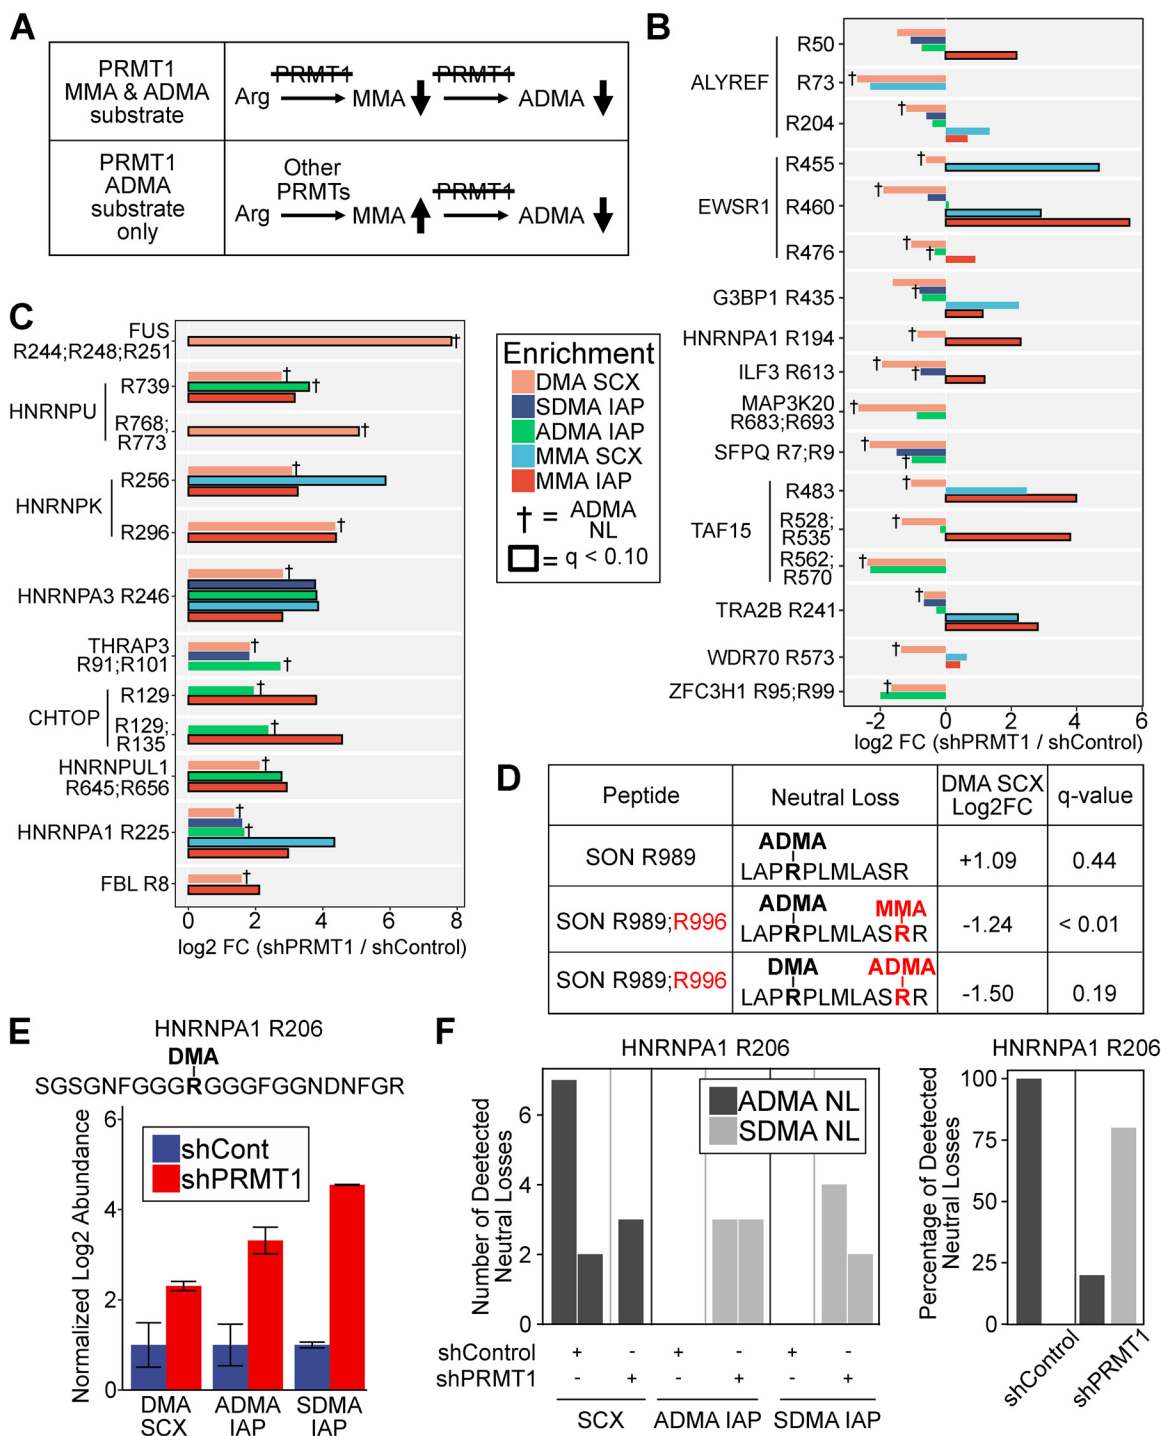 A
PRMT1
MMA & ADMA
substrate
PRMT1
PRMT1
Arg
MMA
ADMA
PRMT1
ADMA
substrate
only
Other
PRMTs
PRMT1
Arg
MMA
ADMA
B
ALYREF
R50
R73
†
R204
†
EWSR1
R455
†
R460
†
R476
†
†
G3BP1 R435
†
HNRNPA1 R194
†
ILF3 R613
†
†
MAP3K20
R683;R693
†
SFPQ R7;R9
†
†
TAF15
R483
†
R528;
R535
†
R562;
R570
†
TRA2B R241
†
WDR70 R573
†
ZFC3H1 R95;R99
†
-2 0 2 4 6
log2 FC (shPRMT1 / shControl)
C
FUS
R244;R248;R251
†
HNRNPU
R739
†
†
R768;
R773
†
HNRNPK
R256
†
R296
†
HNRNPA3 R246
†
THRAP3
R91;R101
†
†
CHTOP
R129
†
R129;
R135
†
HNRNPUL1
R645;R656
†
HNRNPA1 R225
†
†
FBL R8
†
0 2 4 6 8
log2 FC (shPRMT1 / shControl)
Enrichment
DMA SCX
SDMA IAP
ADMA IAP
MMA SCX
MMA IAP
† = ADMA
NL
= q < 0.10
D
Peptide
Neutral Loss
DMA SCX
Log2FC
q-value
SON R989
ADMA
LAPRPLMLASR
+1.09
0.44
SON R989;R996
ADMA MMA
LAPRPLMLASRR
-1.24
< 0.01
SON R989;R996
DMA ADMA
LAPRPLMLASRR
-1.50
0.19
E
HNRNPA1 R206
DMA
SGSGNFGGGRGGGFGGNDNFGR
Normalized Log2 Abundance
6
4
2
0
shCont
shPRMT1
DMA
SCX
ADMA
IAP
SDMA
IAP
F
HNRNPA1 R206
Number of Deetected
Neutral Losses
6
4
2
0
ADMA NL
SDMA NL
shControl + - + - + -
shPRMT1 - + - + - +
SCX ADMA IAP SDMA IAP
HNRNPA1 R206
Percentage of Deetected
Neutral Losses
100
75
50
25
0
shControl
shPRMT1